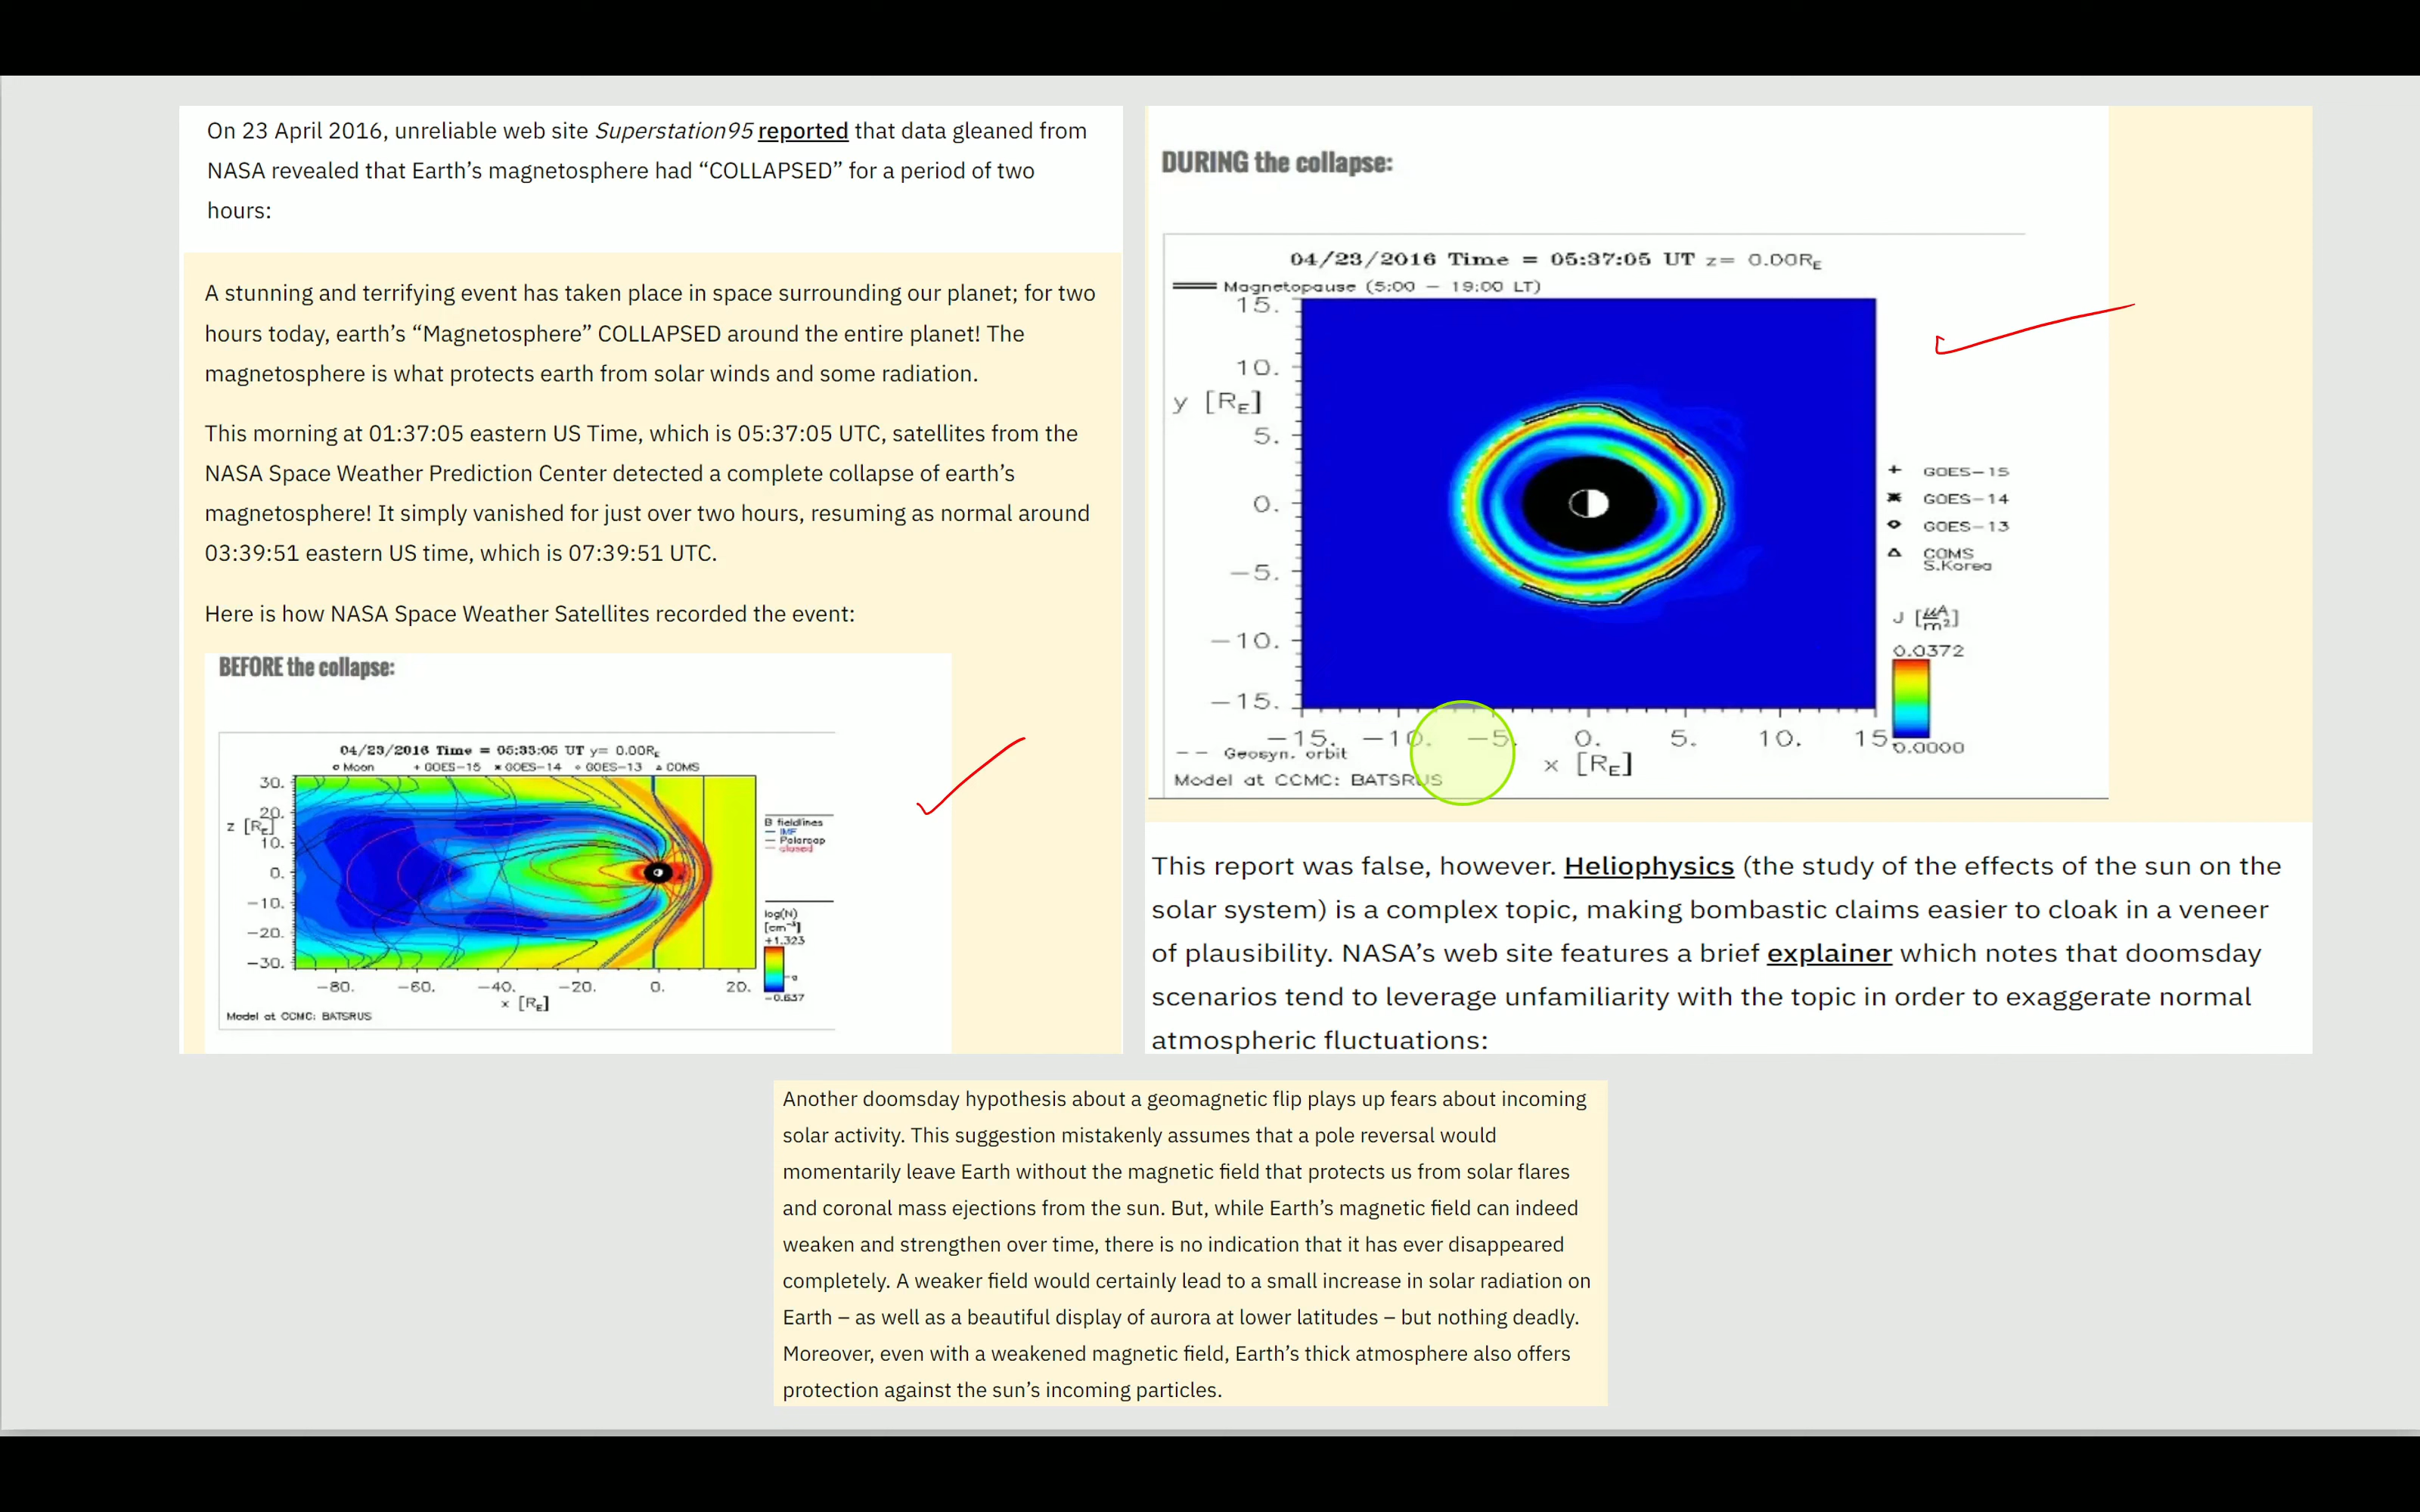 On 23 April 2016, unreliable web site Superstation95 reported that data gleaned from
NASA revealed that Earth’s magnetosphere had “COLLAPSED” for a period of two
hours:
A stunning and terrifying event has taken place in space surrounding our planet; for two
hours today, earth’s “Magnetosphere” COLLAPSED around the entire planet! The
magnetosphere is what protects earth from solar winds and some radiation.
This morning at 01:37:05 eastern US Time, which is 05:37:05 UTC, satellites from the
NASA Space Weather Prediction Center detected a complete collapse of earth’s
magnetosphere! It simply vanished for just over two hours, resuming as normal around
03:39:51 eastern US time, which is 07:39:51 UTC.
Here is how NASA Space Weather Satellites recorded the event:
BEFORE the collapse:
04/23/2016 Time = 05:33:05 UT y= 0.00RE
o Moon + GOES-15 * GOES-14 ⋄ GOES-13 ▵ COMS
30.
20.
z [RE]
10.
0.
-10.
-20.
-30.
-80. -60. -40. -20. 0. 20.
x [RE]
Model at CCMC: BATSRUS
B fieldlines
IMF
Polarcap
closed
log(N)
[cm⁻³]
+1.323
-0.637
DURING the collapse:
04/23/2016 Time = 05:37:05 UT z= 0.00RE
Magnetopause (5:00 – 19:00 LT)
15.
10.
y [RE]
5.
0.
-5.
-10.
-15.
-15. -10. -5. 0. 5. 10. 15.
-- Geosyn. orbit
x [RE]
Model at CCMC: BATSRUS
+ GOES-15
* GOES-14
⋄ GOES-13
▵ COMS
S.Korea
J [μA/m²]
0.0372
0.0000
This report was false, however. Heliophysics (the study of the effects of the sun on the
solar system) is a complex topic, making bombastic claims easier to cloak in a veneer
of plausibility. NASA’s web site features a brief explainer which notes that doomsday
scenarios tend to leverage unfamiliarity with the topic in order to exaggerate normal
atmospheric fluctuations:
Another doomsday hypothesis about a geomagnetic flip plays up fears about incoming
solar activity. This suggestion mistakenly assumes that a pole reversal would
momentarily leave Earth without the magnetic field that protects us from solar flares
and coronal mass ejections from the sun. But, while Earth’s magnetic field can indeed
weaken and strengthen over time, there is no indication that it has ever disappeared
completely. A weaker field would certainly lead to a small increase in solar radiation on
Earth – as well as a beautiful display of aurora at lower latitudes – but nothing deadly.
Moreover, even with a weakened magnetic field, Earth’s thick atmosphere also offers
protection against the sun’s incoming particles.